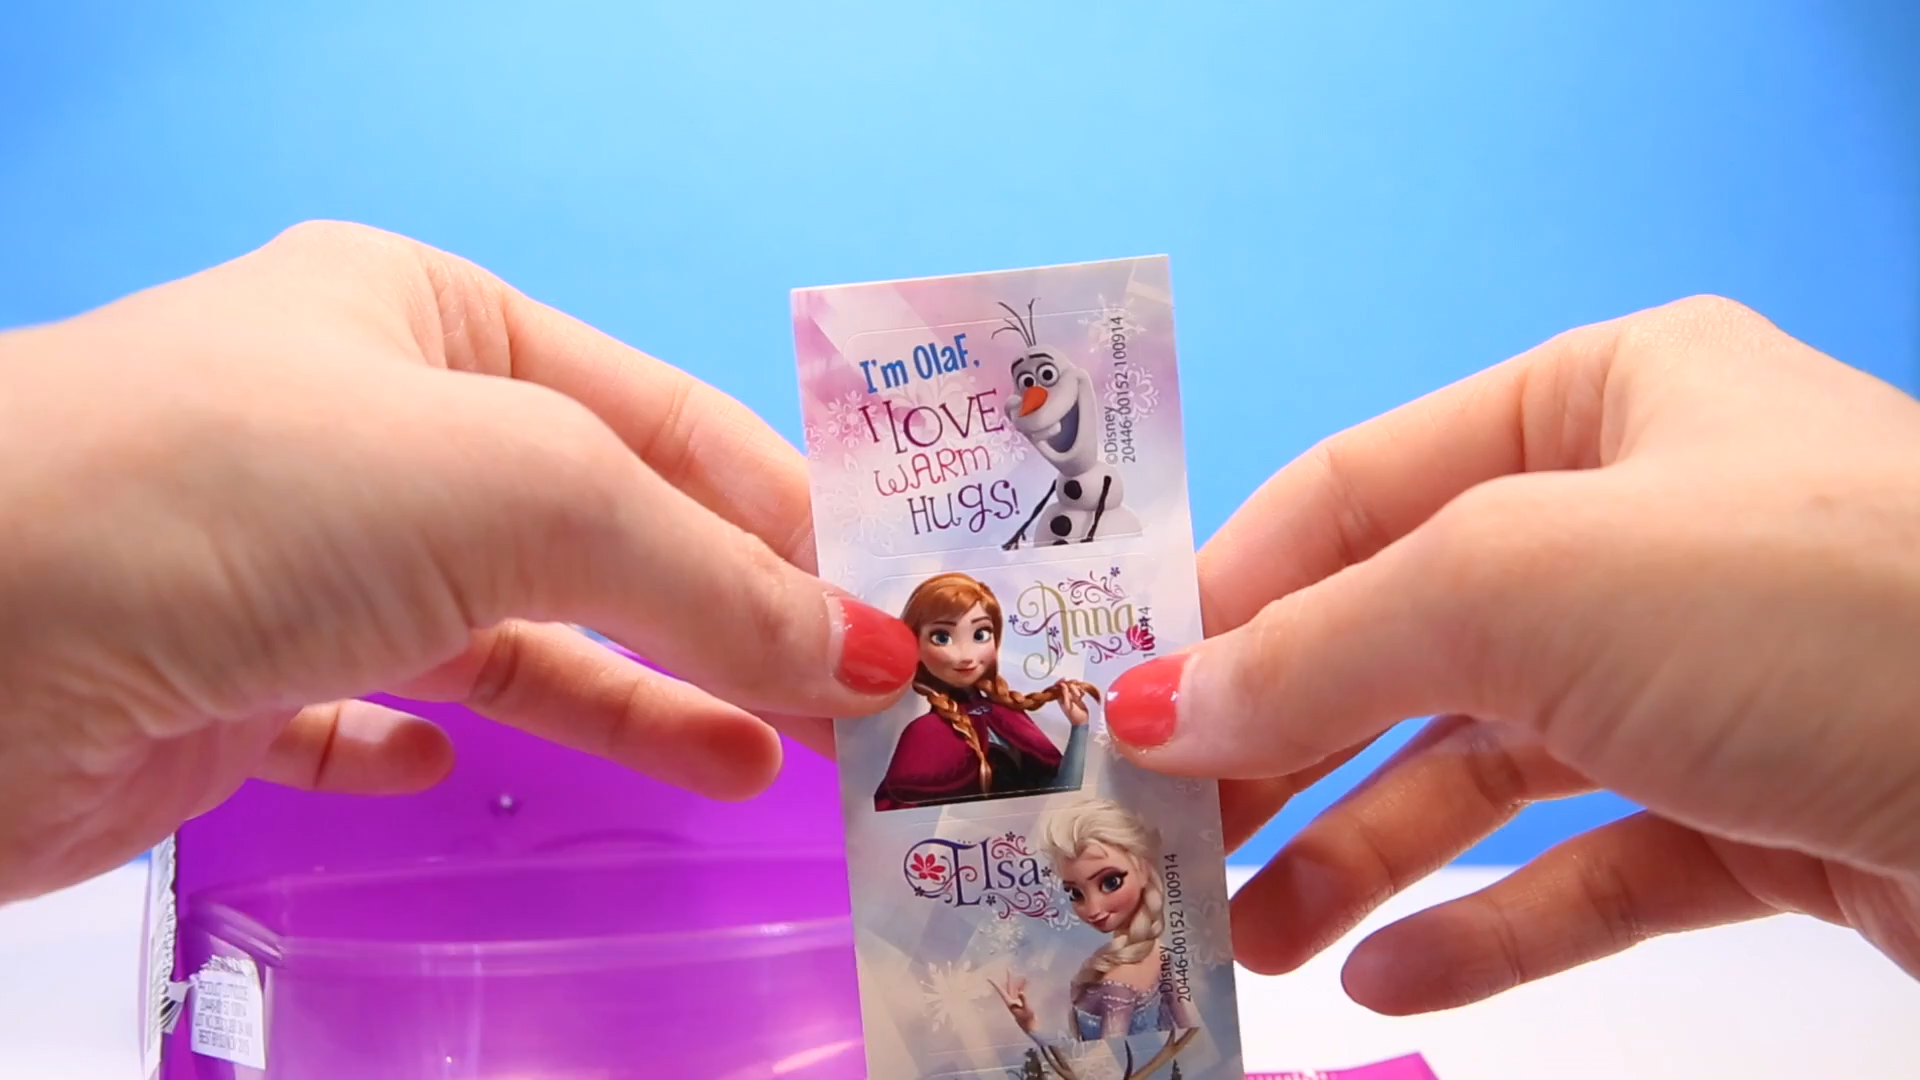 I'm Olaf,
I LOVE
WARM
HUGS!
©Disney
20446-00152 100914
Anna
Elsa
©Disney
20446-00152 100914